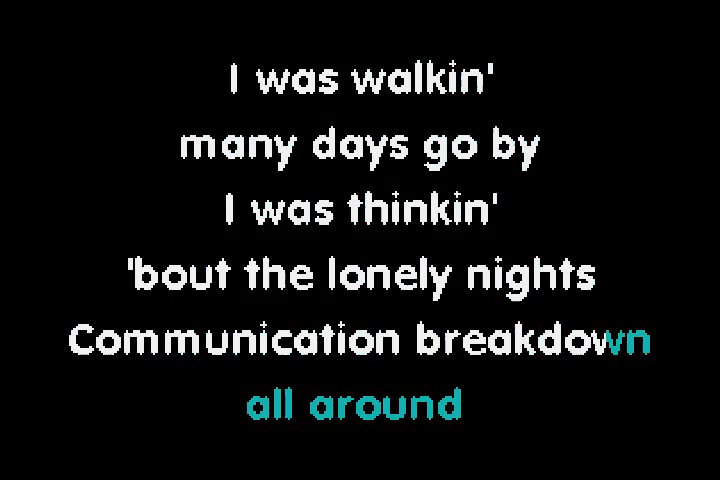 I was walkin'
many days go by
I was thinkin'
'bout the lonely nights
Communication breakdown
all around